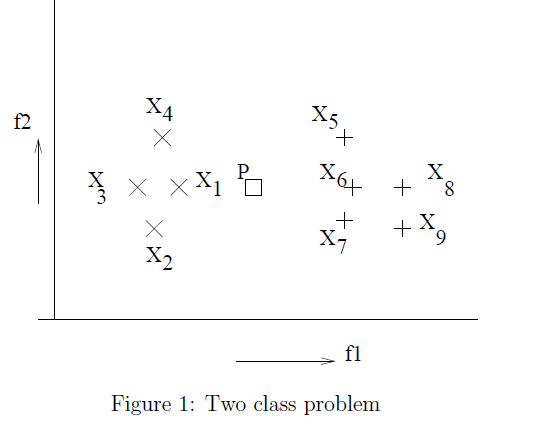 X4
f2
X5
X3
X1
P
X6
X8
X2
X7
X9
f1
Figure 1: Two class problem